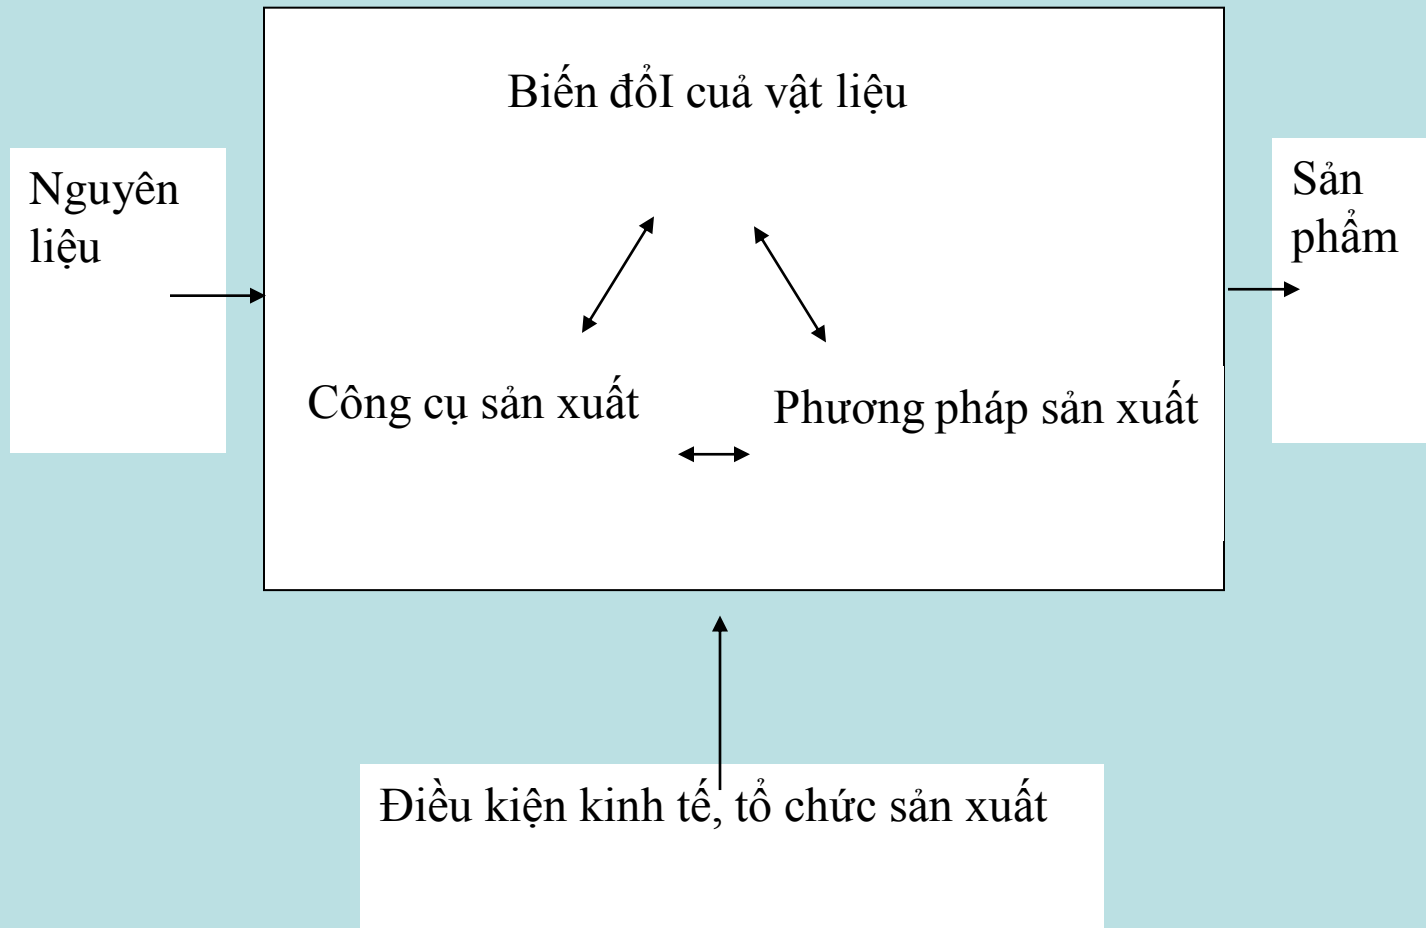 Biến đổI cuả vật liệu
Nguyên
liệu
Sản
phẩm
Công cụ sản xuất
Phương pháp sản xuất
Điều kiện kinh tế, tổ chức sản xuất